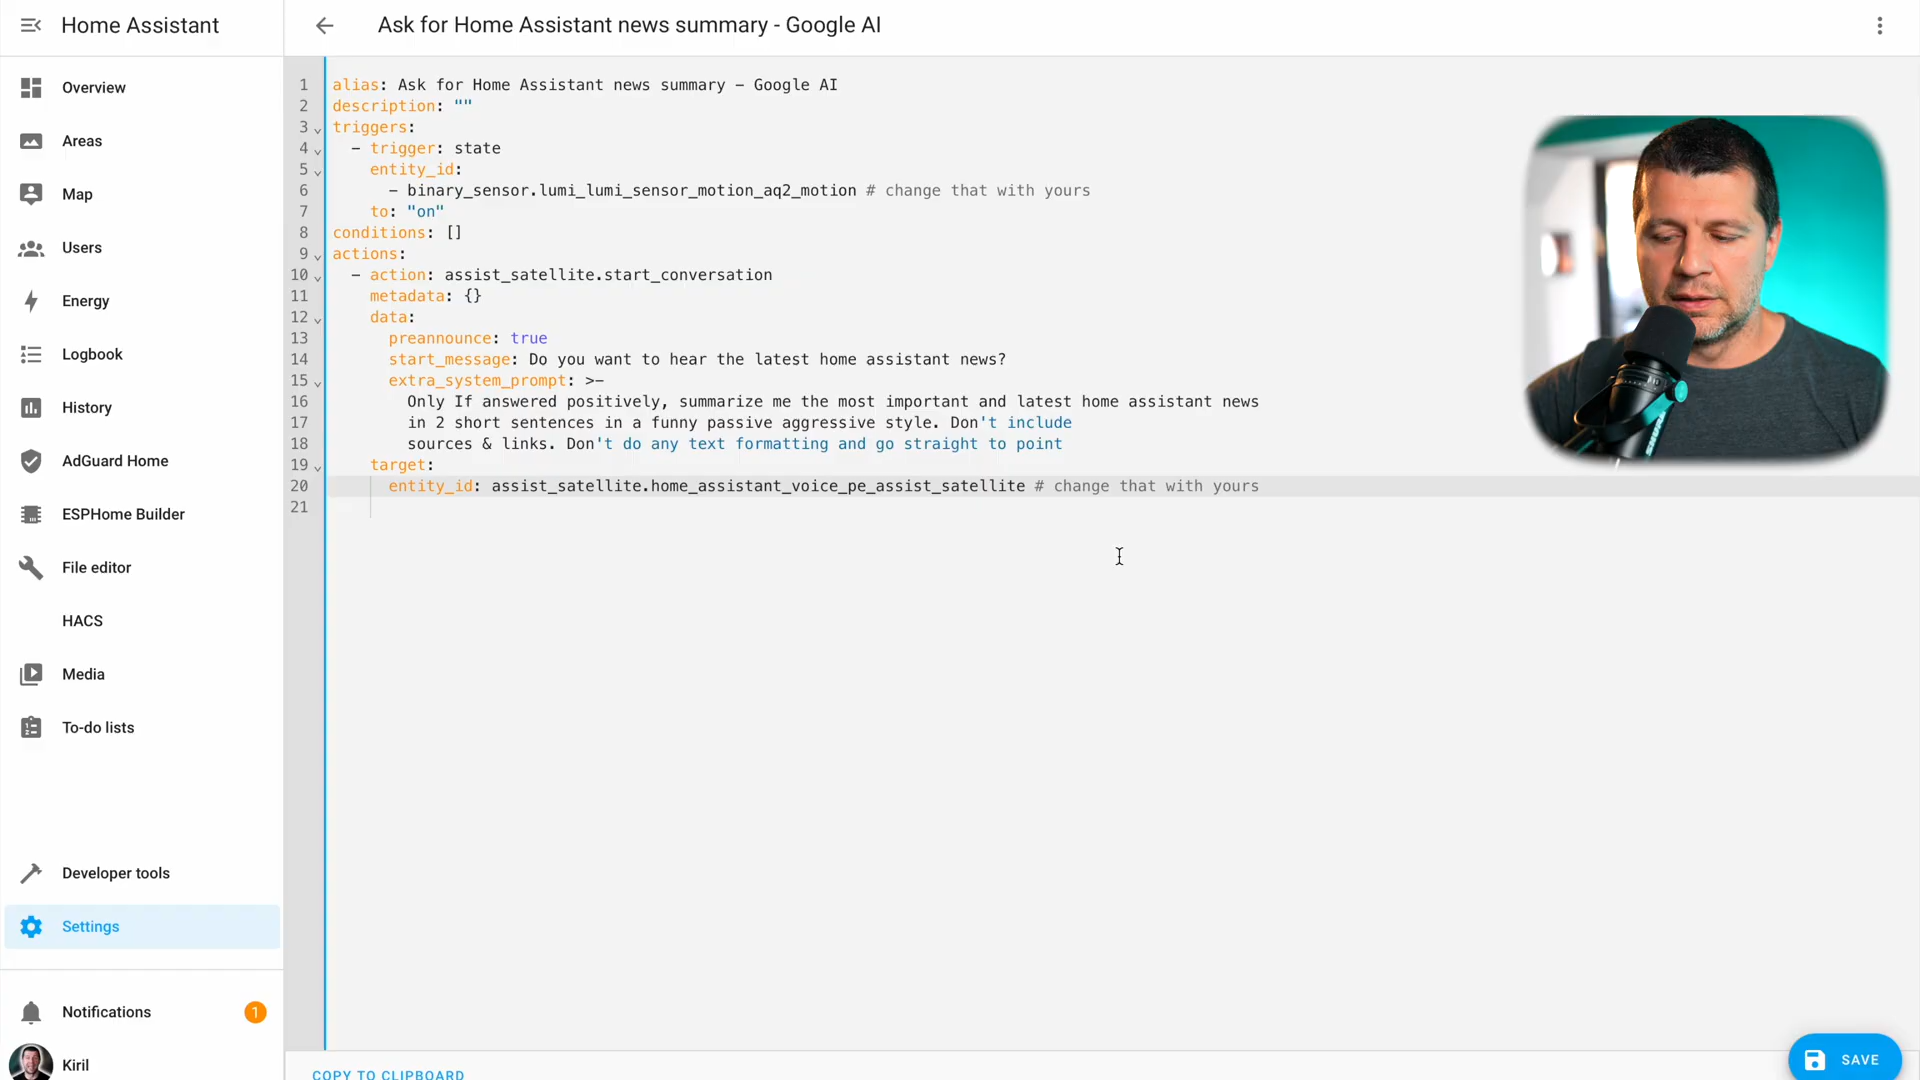 Home Assistant
Ask for Home Assistant news summary - Google AI
Overview
Areas
Map
Users
Energy
Logbook
History
AdGuard Home
ESPHome Builder
File editor
HACS
Media
To-do lists
Developer tools
Settings
Notifications
1
Kiril
1 alias: Ask for Home Assistant news summary – Google AI
2 description: ""
3 triggers:
4 - trigger: state
5 entity_id:
6 - binary_sensor.lumi_lumi_sensor_motion_aq2_motion # change that with yours
7 to: "on"
8 conditions: []
9 actions:
10 - action: assist_satellite.start_conversation
11 metadata: {}
12 data:
13 preannounce: true
14 start_message: Do you want to hear the latest home assistant news?
15 extra_system_prompt: >-
16 Only If answered positively, summarize me the most important and latest home assistant news
17 in 2 short sentences in a funny passive aggressive style. Don't include
18 sources & links. Don't do any text formatting and go straight to point
19 target:
20 entity_id: assist_satellite.home_assistant_voice_pe_assist_satellite # change that with yours
21
COPY TO CLIPBOARD
SAVE